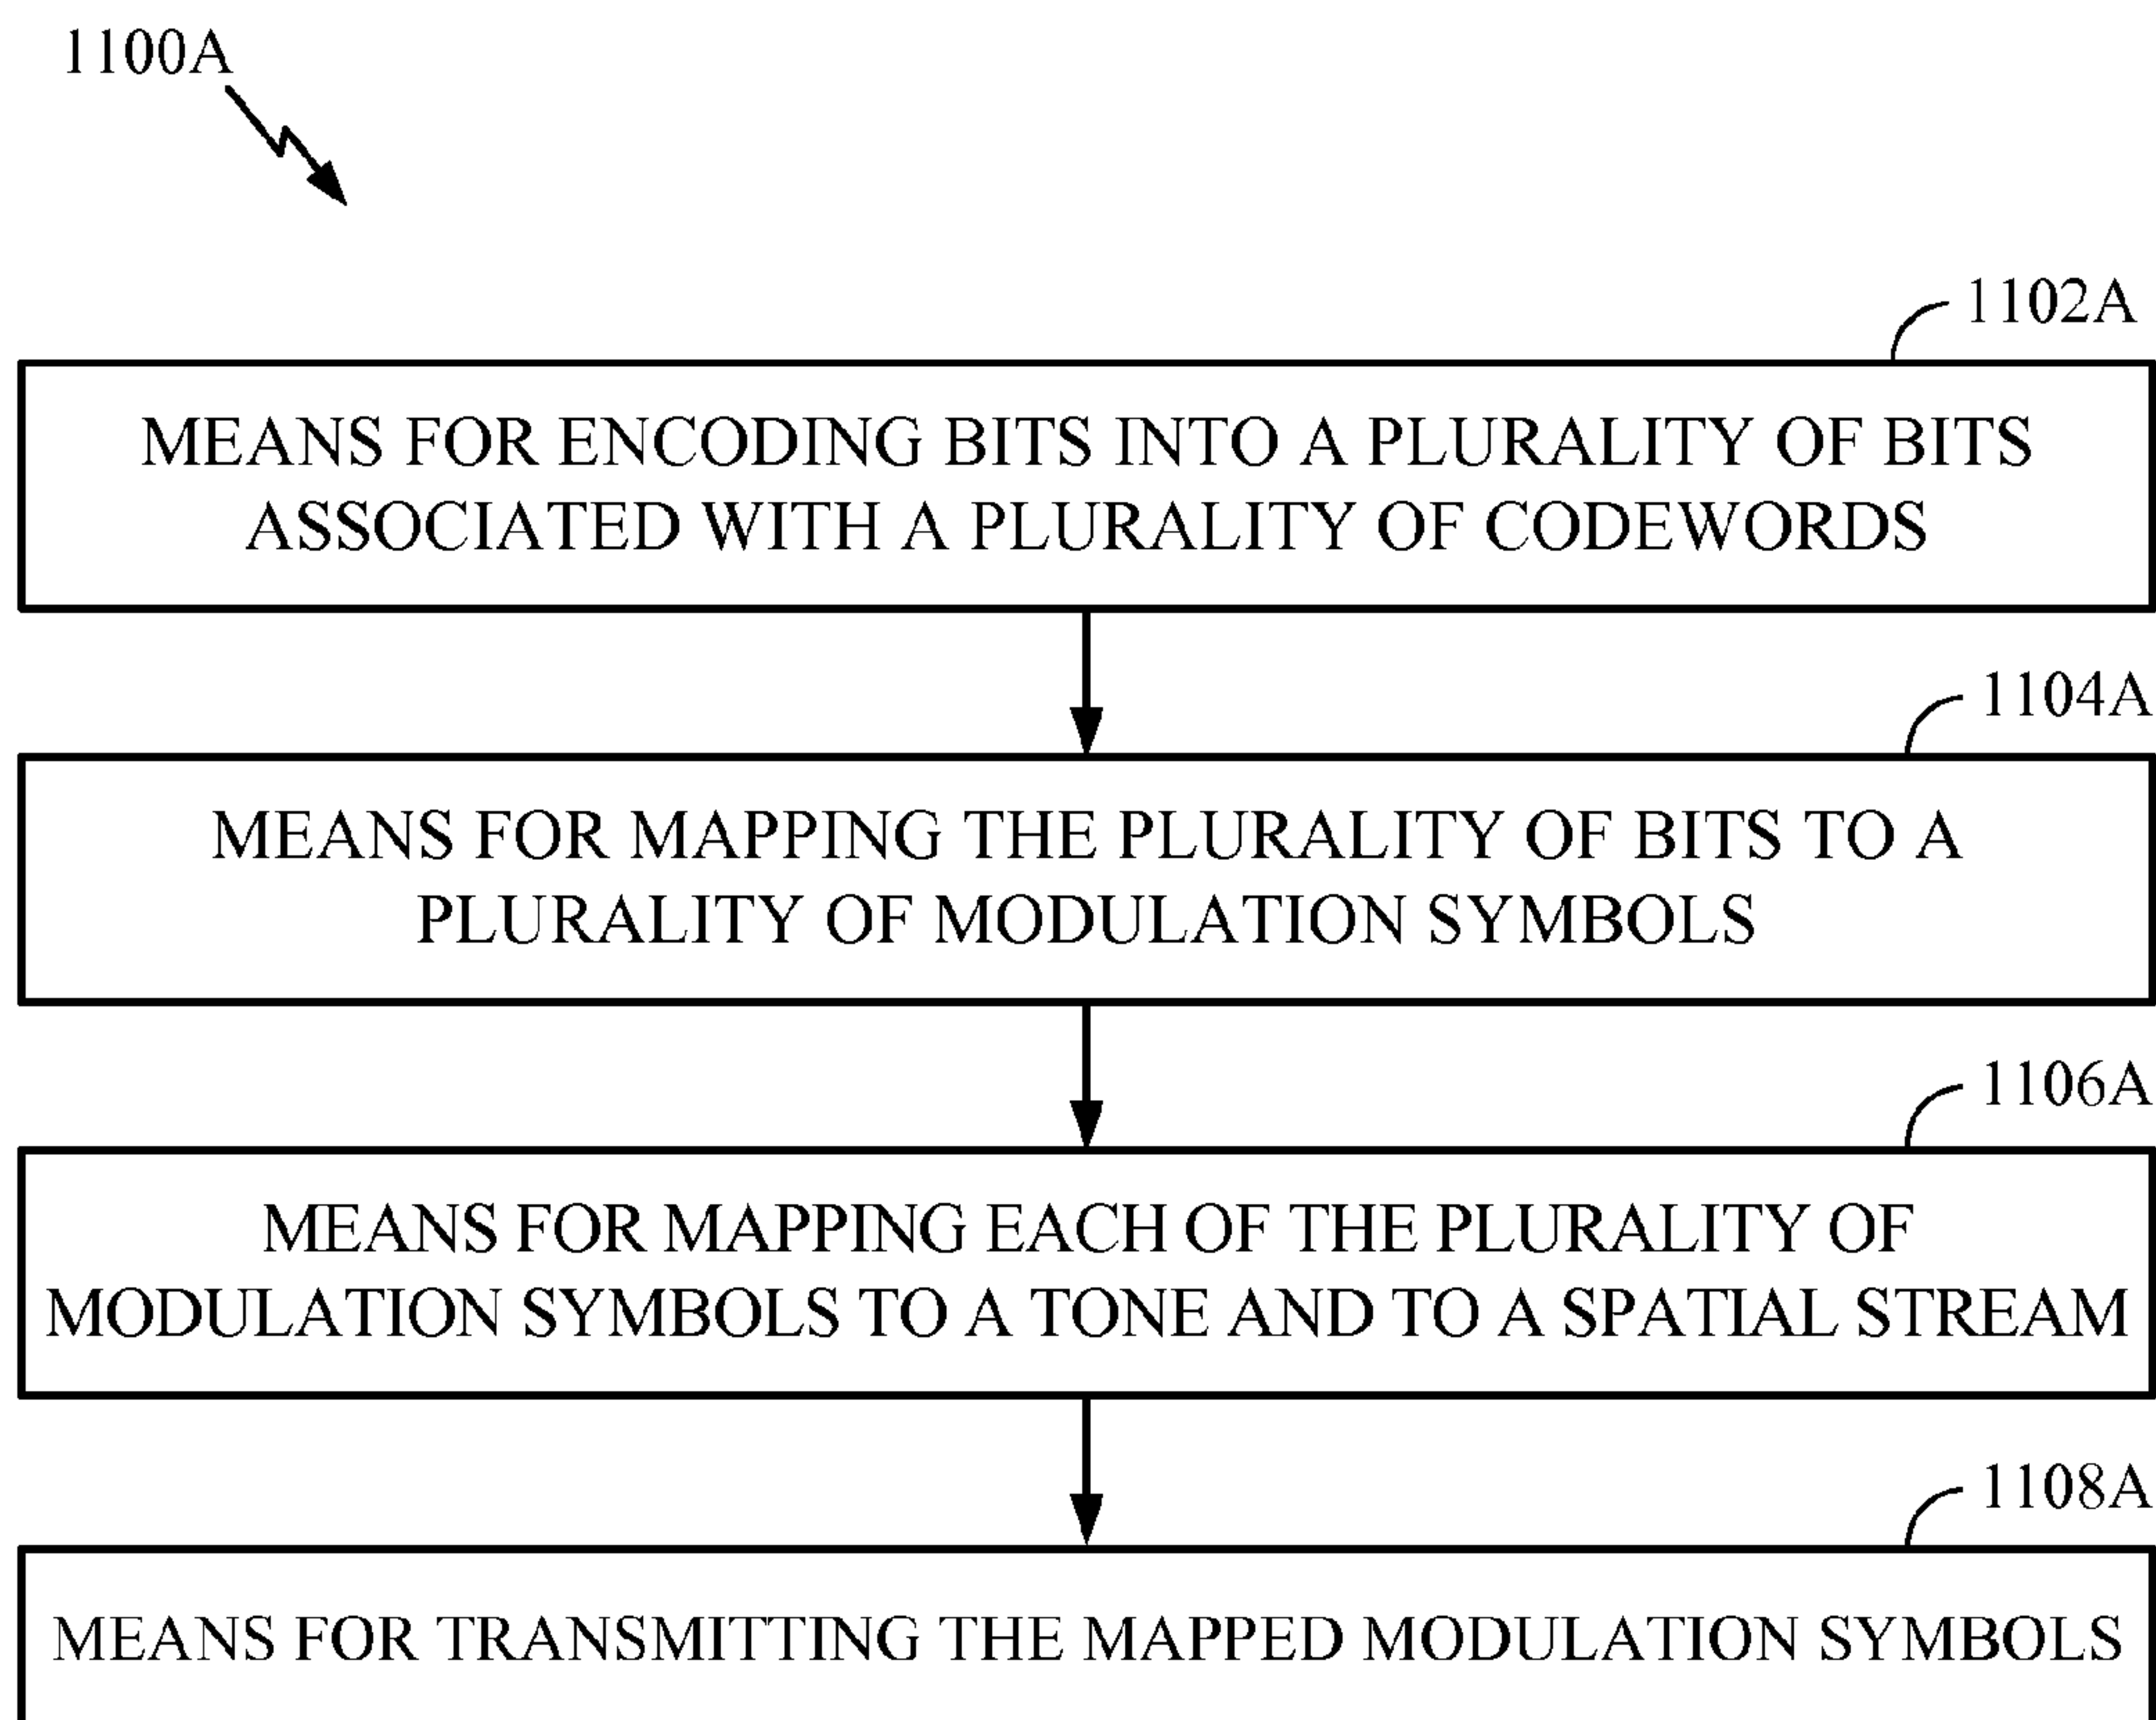 1100A
1102A
MEANS FOR ENCODING BITS INTO A PLURALITY OF BITS
ASSOCIATED WITH A PLURALITY OF CODEWORDS
1104A
MEANS FOR MAPPING THE PLURALITY OF BITS TO A
PLURALITY OF MODULATION SYMBOLS
1106A
MEANS FOR MAPPING EACH OF THE PLURALITY OF
MODULATION SYMBOLS TO A TONE AND TO A SPATIAL STREAM
1108A
MEANS FOR TRANSMITTING THE MAPPED MODULATION SYMBOLS